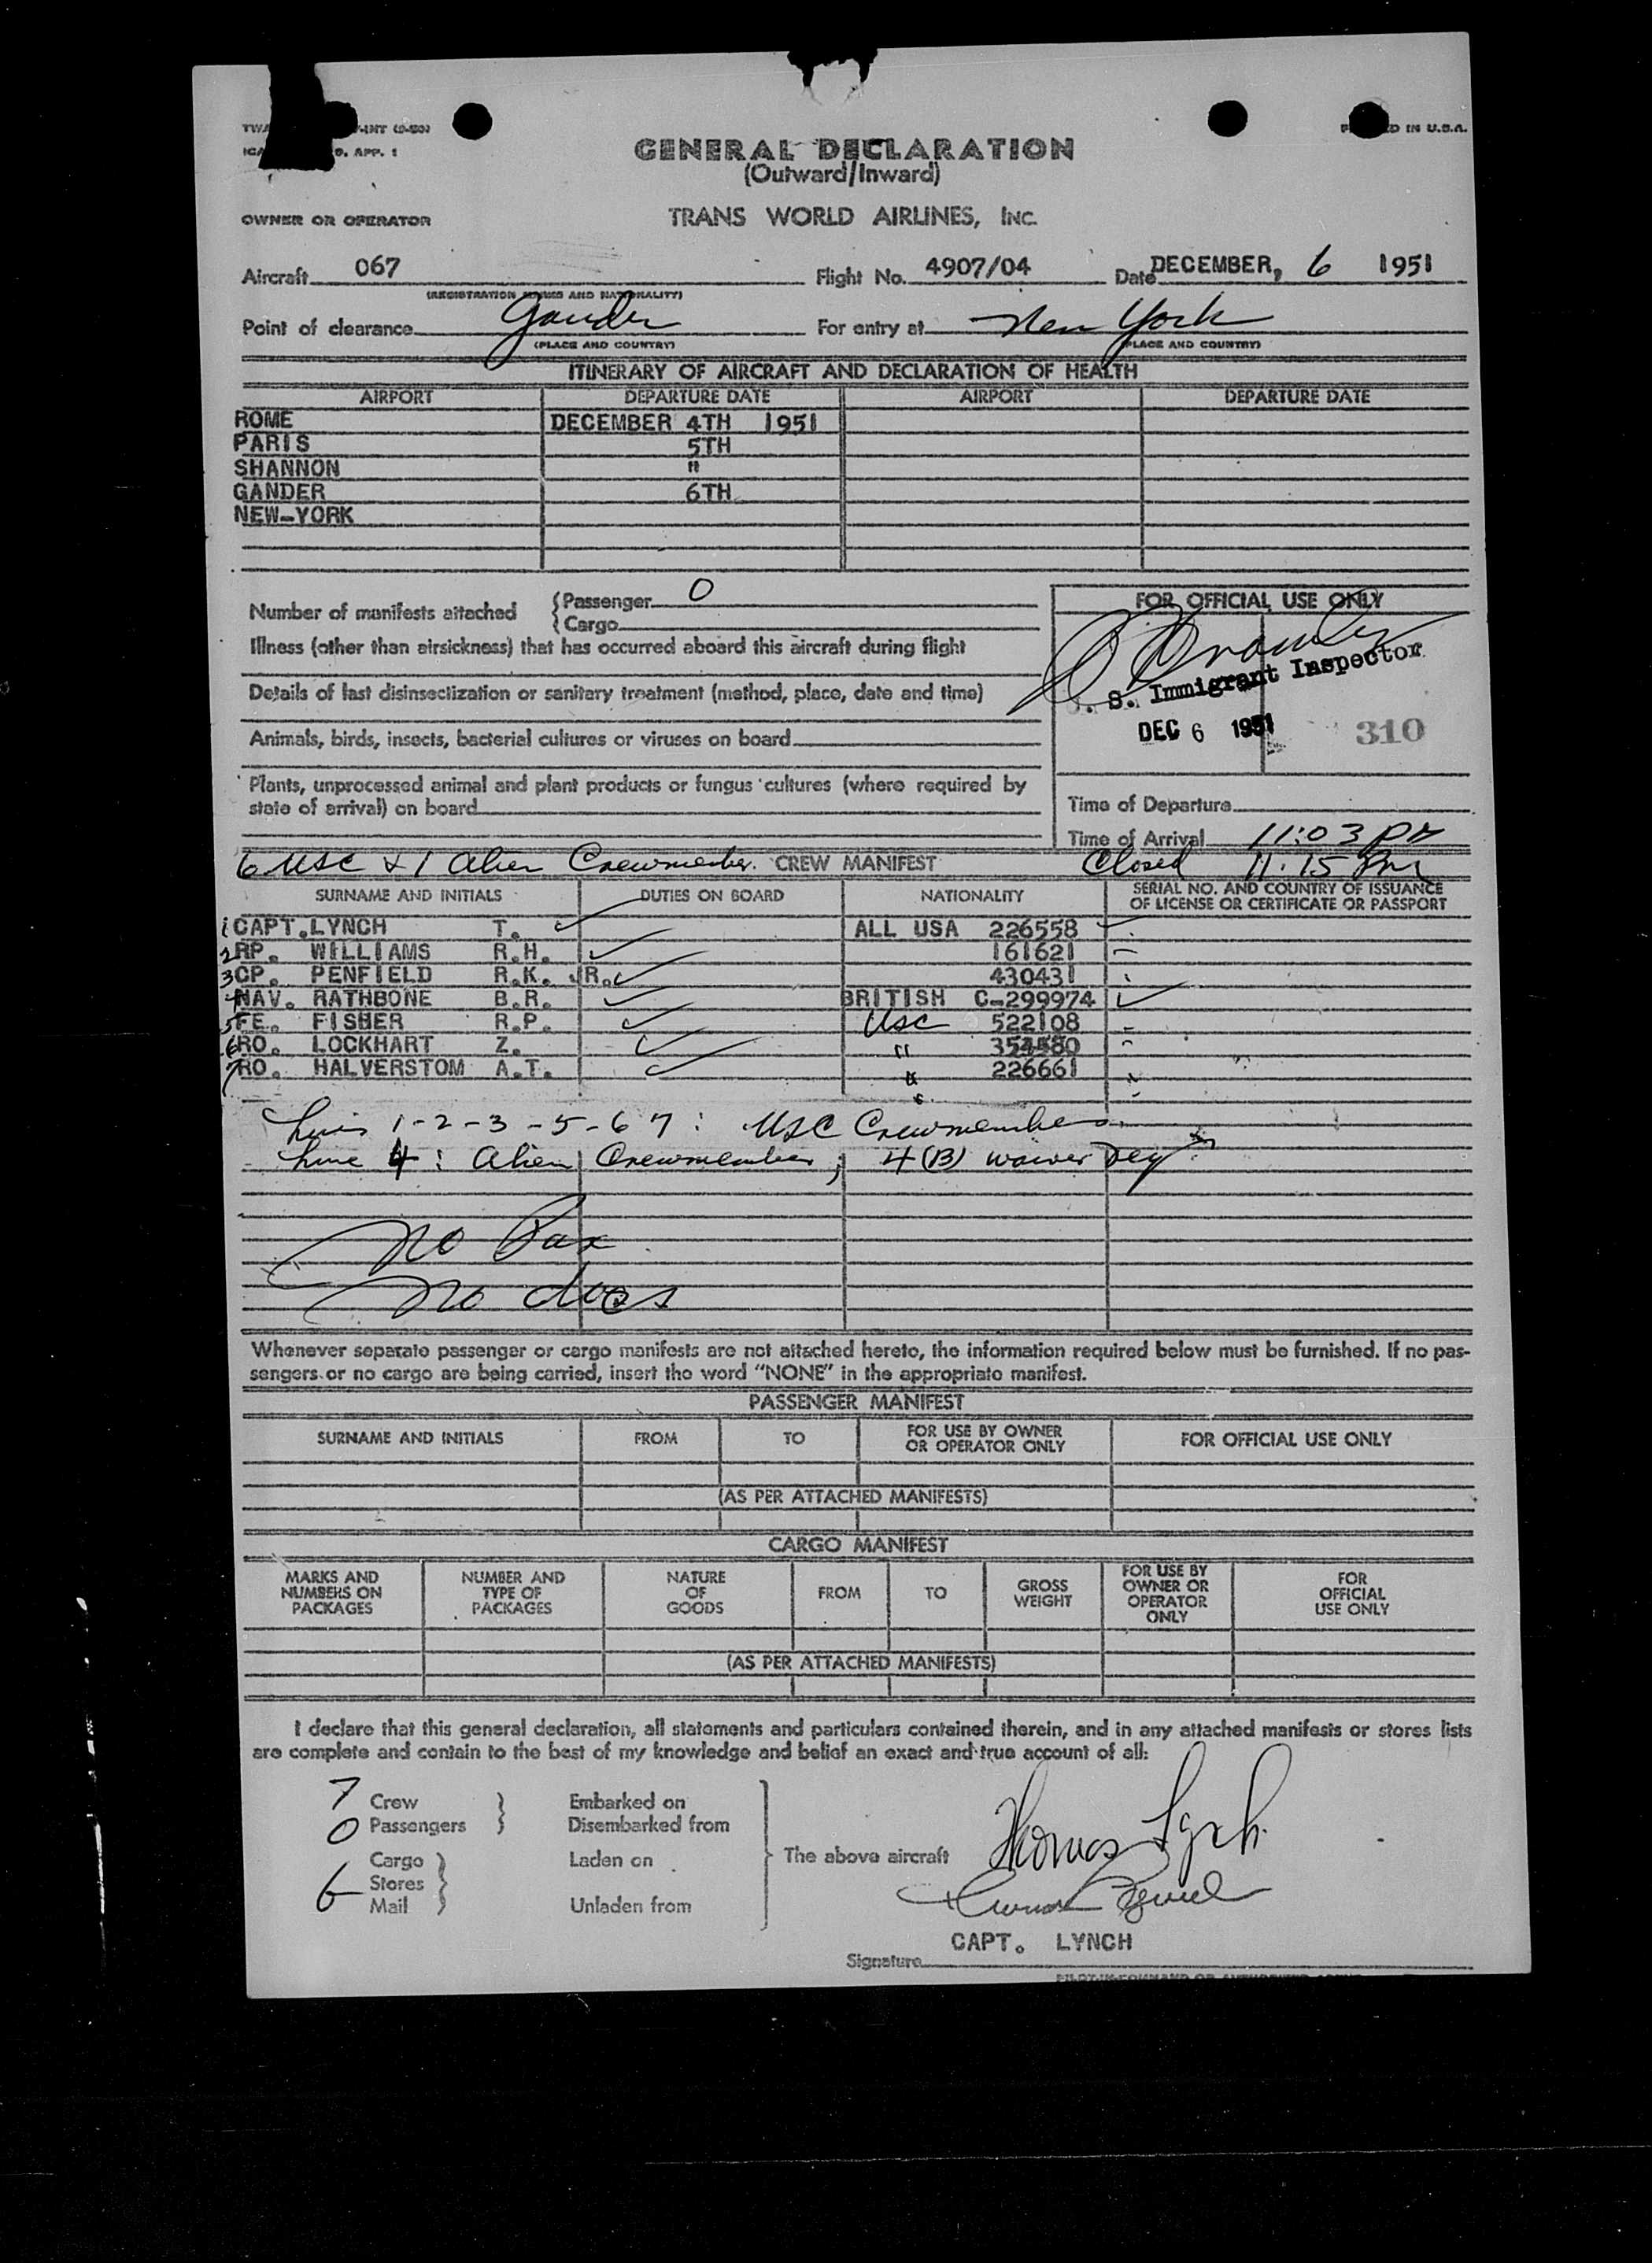 TWA INT (5-50) PRINTED IN U.S.A.
ICA 9, APP. 1
GENERAL DECLARATION
(Outward/Inward)
OWNER OR OPERATOR TRANS WORLD AIRLINES, INC.
Aircraft 067 Flight No. 4907/04 Date DECEMBER, 6 1951
(REGISTRATION MARKS AND NATIONALITY)
Point of clearance Gander For entry at New York
(PLACE AND COUNTRY) (PLACE AND COUNTRY)
ITINERARY OF AIRCRAFT AND DECLARATION OF HEALTH
AIRPORT DEPARTURE DATE AIRPORT DEPARTURE DATE
ROME DECEMBER 4TH 1951
PARIS 5TH
SHANNON "
GANDER 6TH
NEW-YORK
Number of manifests attached {Passenger 0
{Cargo
FOR OFFICIAL USE ONLY
Illness (other than airsickness) that has occurred aboard this aircraft during flight
S. Immigrant Inspector
Details of last disinsectization or sanitary treatment (method, place, date and time)
DEC 6 1951 310
Animals, birds, insects, bacterial cultures or viruses on board
Plants, unprocessed animal and plant products or fungus cultures (where required by
state of arrival) on board
Time of Departure
Time of Arrival 11:03 PM
6 USC & 1 Alien Crewmember. CREW MANIFEST Closed 11:15 PM
SURNAME AND INITIALS DUTIES ON BOARD NATIONALITY SERIAL NO. AND COUNTRY OF ISSUANCE
OF LICENSE OR CERTIFICATE OR PASSPORT
1 CAPT. LYNCH T. ALL USA 226558
2 RP. WILLIAMS R.H. 161621
3 CP. PENFIELD R.K. JR. 430431
4 NAV. RATHBONE B.R. BRITISH C-299974
5 FE. FISHER R.P. USC 522108
6 RO. LOCKHART Z. " 354580
7 RO. HALVERSTOM A.T. " 226661
Lines 1-2-3-5-6 7: USC Crewmembers
Line 4: Alien Crewmember; 4(B) waiver
No Pax
No docs
Whenever separate passenger or cargo manifests are not attached hereto, the information required below must be furnished. If no pas-
sengers or no cargo are being carried, insert the word "NONE" in the appropriate manifest.
PASSENGER MANIFEST
SURNAME AND INITIALS FROM TO FOR USE BY OWNER OR OPERATOR ONLY FOR OFFICIAL USE ONLY
(AS PER ATTACHED MANIFESTS)
CARGO MANIFEST
MARKS AND NUMBERS ON PACKAGES NUMBER AND TYPE OF PACKAGES NATURE OF GOODS FROM TO GROSS WEIGHT FOR USE BY OWNER OR OPERATOR ONLY FOR OFFICIAL USE ONLY
(AS PER ATTACHED MANIFESTS)
I declare that this general declaration, all statements and particulars contained therein, and in any attached manifests or stores lists
are complete and contain to the best of my knowledge and belief an exact and true account of all:
7 Crew } Embarked on
0 Passengers } Disembarked from
Cargo } Laden on
Stores
6 Mail } Unladen from
The above aircraft Thomas Lynch
CAPT. LYNCH
Signature